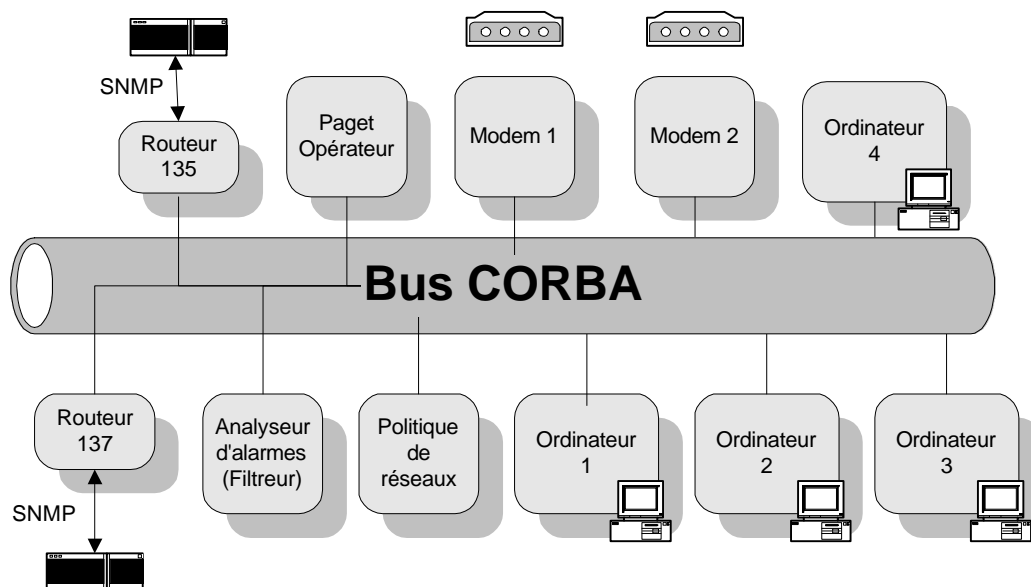 SNMP
Routeur
135
Paget
Opérateur
Modem 1
Modem 2
Ordinateur
4
Bus CORBA
Routeur
137
Analyseur
d'alarmes
(Filtreur)
Politique
de
réseaux
Ordinateur
1
Ordinateur
2
Ordinateur
3
SNMP